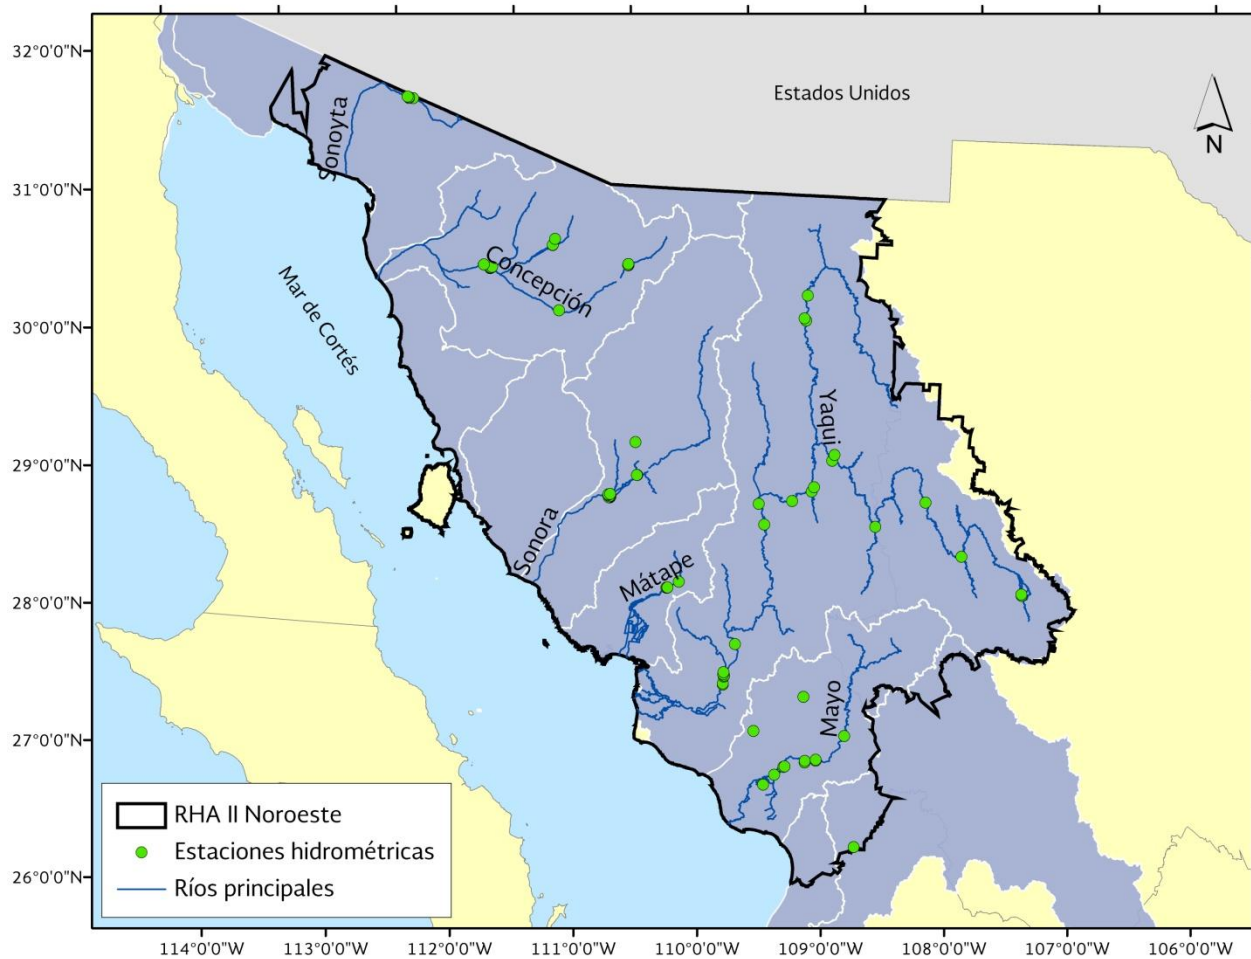 32°0'0"N
31°0'0"N
30°0'0"N
29°0'0"N
28°0'0"N
27°0'0"N
26°0'0"N
Estados Unidos
N
Sonoyta
Concepción
Mar de Cortés
Yaqui
Sonora
Mátape
Mayo
RHA II Noroeste
Estaciones hidrométricas
Ríos principales
114°0'0"W
113°0'0"W
112°0'0"W
111°0'0"W
110°0'0"W
109°0'0"W
108°0'0"W
107°0'0"W
106°0'0"W